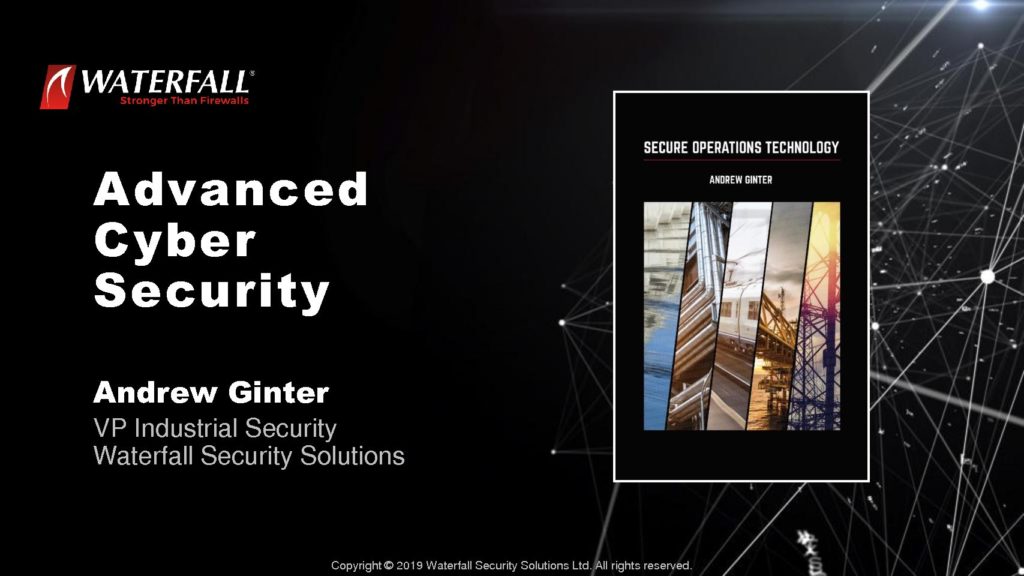 WATERFALL®
Stronger Than Firewalls
Advanced
Cyber
Security
Andrew Ginter
VP Industrial Security
Waterfall Security Solutions
SECURE OPERATIONS TECHNOLOGY
ANDREW GINTER
Copyright © 2019 Waterfall Security Solutions Ltd. All rights reserved.